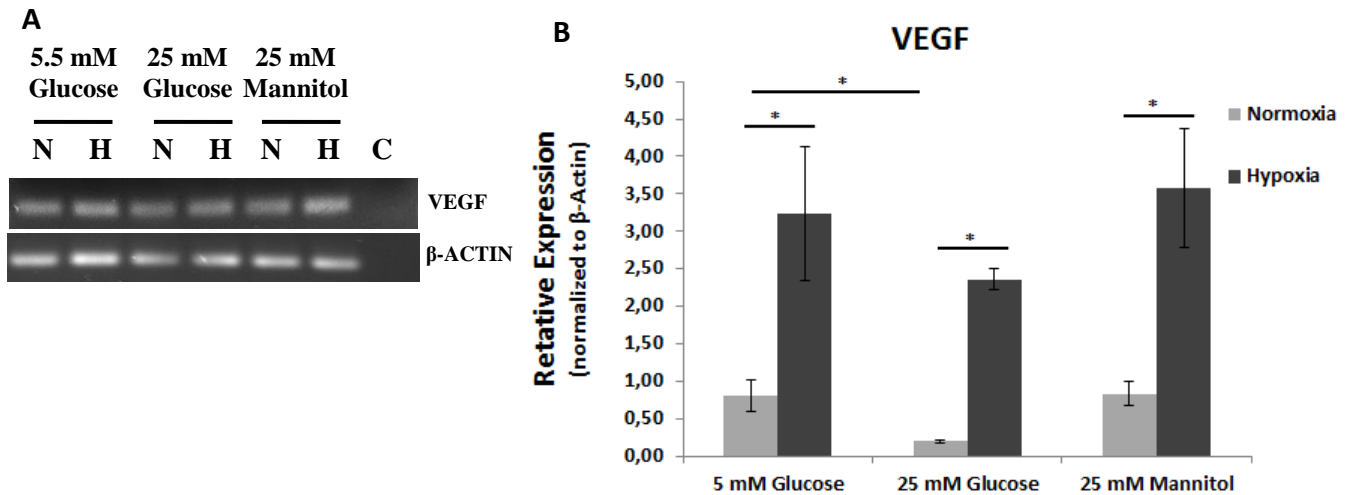 A
5.5 mM 25 mM 25 mM
Glucose Glucose Mannitol
N H N H N H C
VEGF
β-ACTIN
B
VEGF
Retative Expression
(normalized to β-Actin)
5,00
4,50
4,00
3,50
3,00
2,50
2,00
1,50
1,00
0,50
0,00
*
*
*
*
Normoxia
Hypoxia
5 mM Glucose 25 mM Glucose 25 mM Mannitol